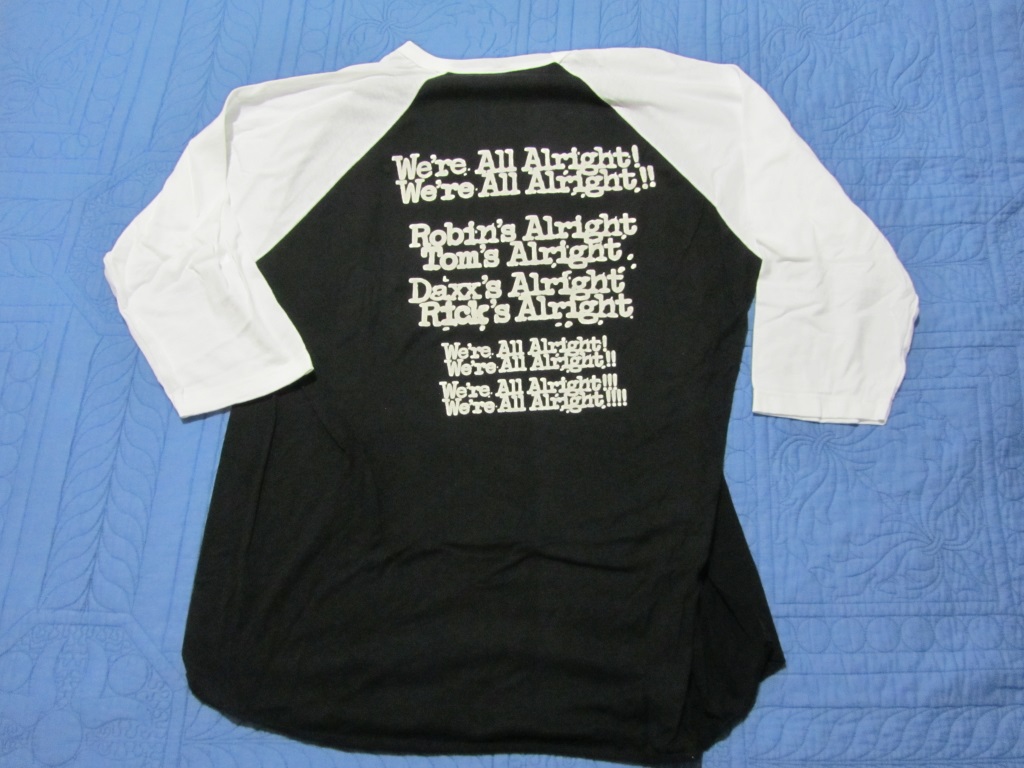 We're All Alright!
We're All Alright!!
Robin's Alright
Tom's Alright
Daxx's Alright
Rick's Alright
We're All Alright!
We're All Alright!!
We're All Alright!!!
We're All Alright!!!!